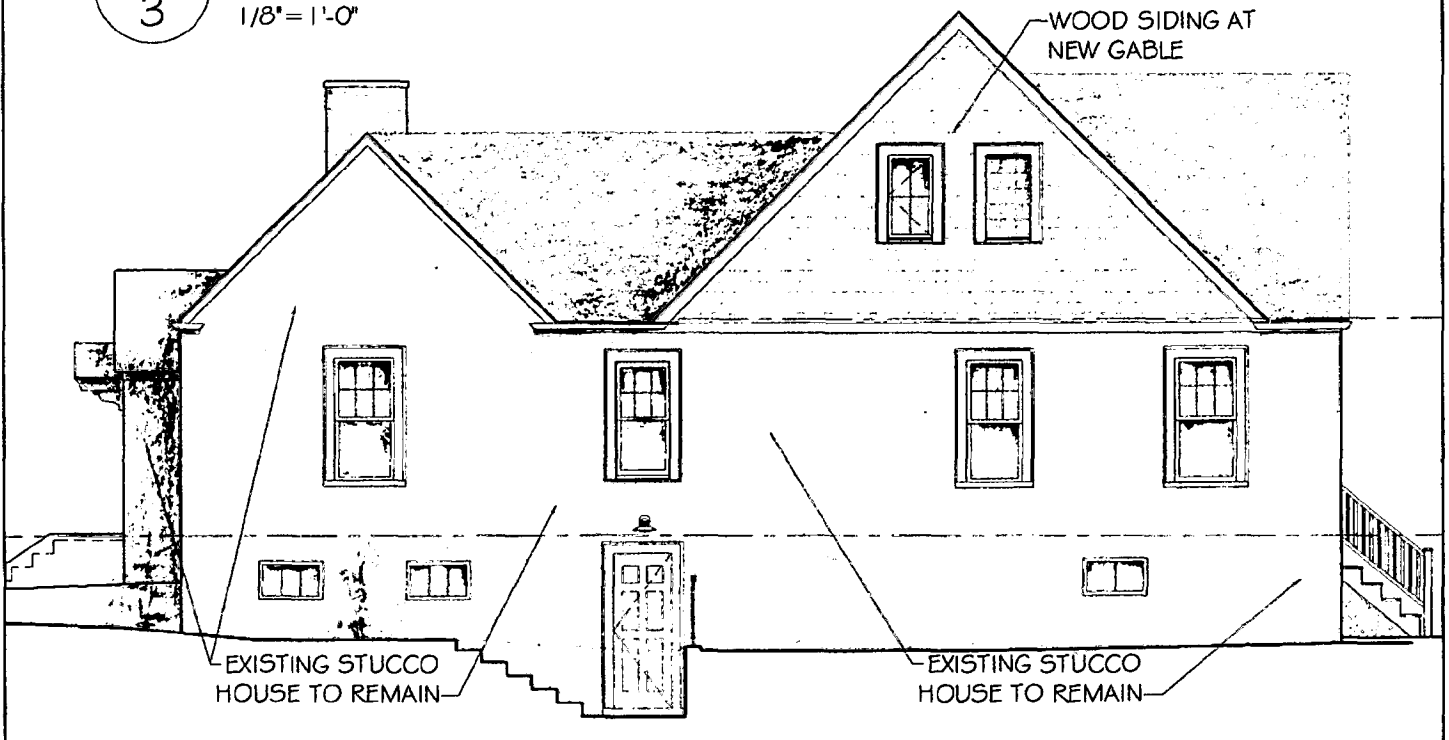 3
1/8" = 1'-0"
WOOD SIDING AT
NEW GABLE
EXISTING STUCCO
HOUSE TO REMAIN
EXISTING STUCCO
HOUSE TO REMAIN